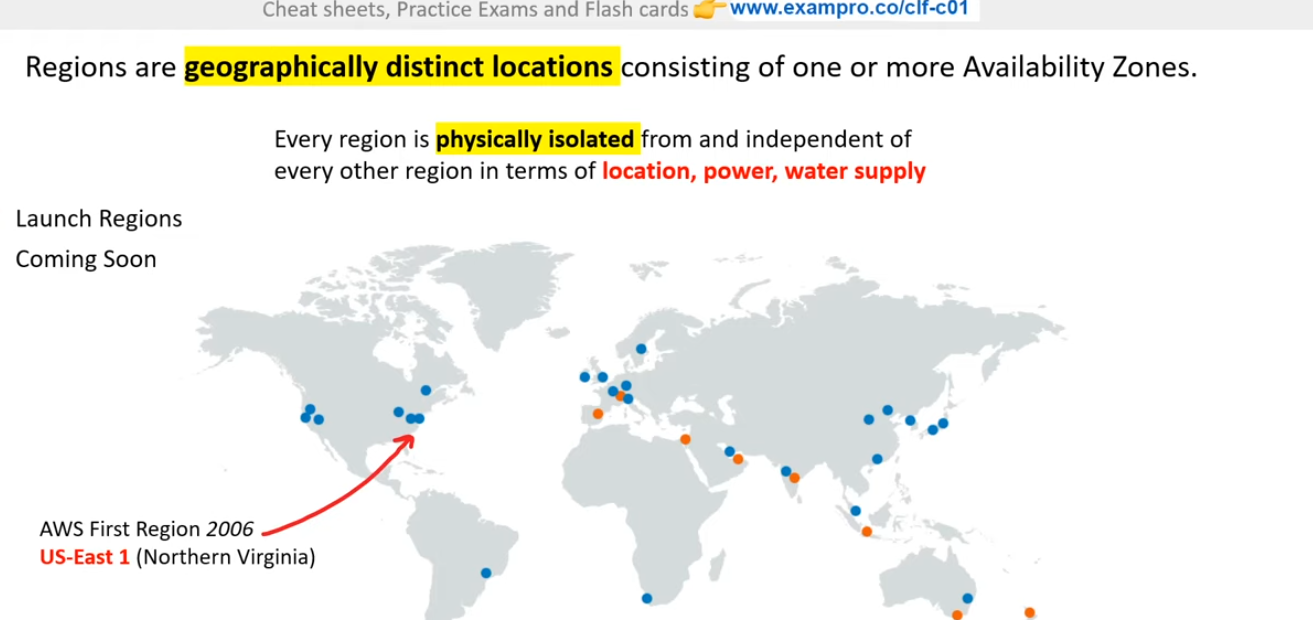 Cheat sheets, Practice Exams and Flash cards 👉 www.exampro.co/clf-c01
Regions are geographically distinct locations consisting of one or more Availability Zones.
Every region is physically isolated from and independent of
every other region in terms of location, power, water supply
Launch Regions
Coming Soon
AWS First Region 2006
US-East 1 (Northern Virginia)